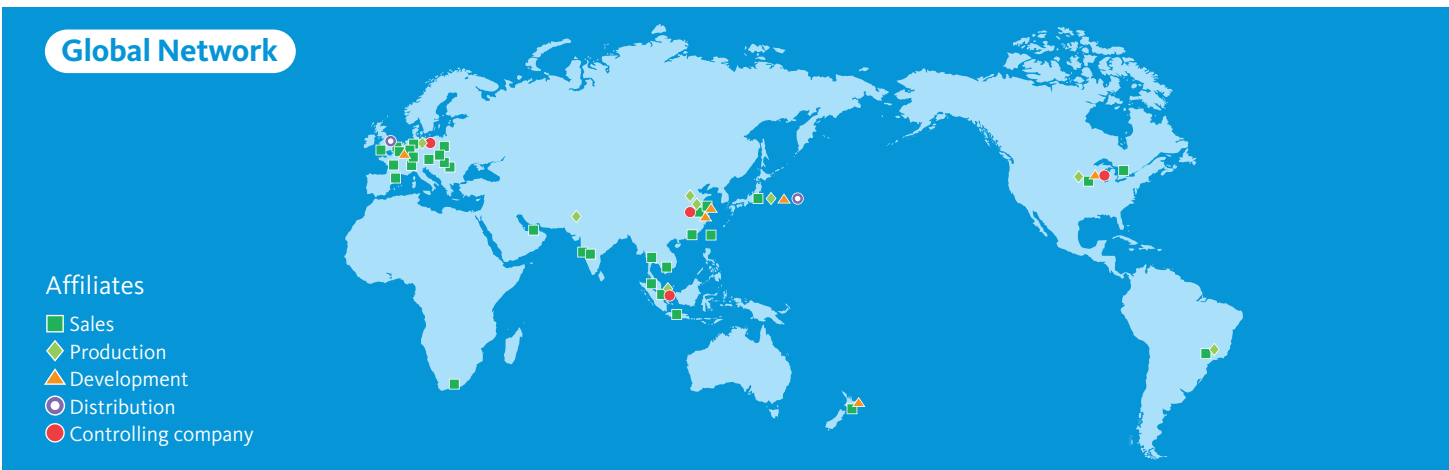 Global Network
Affiliates
Sales
Production
Development
Distribution
Controlling company